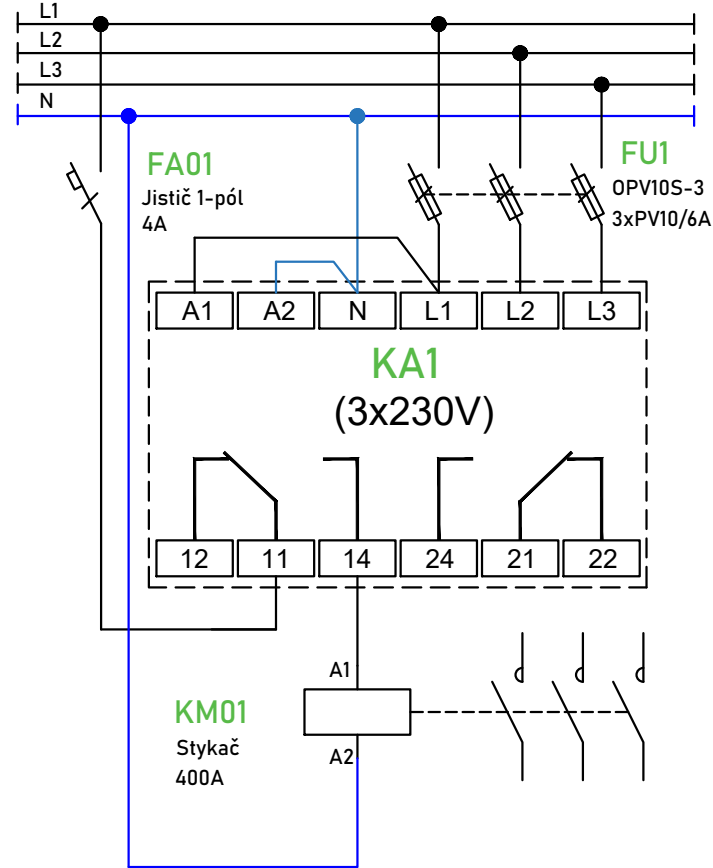 L1
L2
L3
N
FA01
Jistič 1-pól
4A
FU1
OPV10S-3
3xPV10/6A
A1 A2 N L1 L2 L3
KA1
(3x230V)
12 11 14 24 21 22
A1
KM01
Stykač
400A
A2